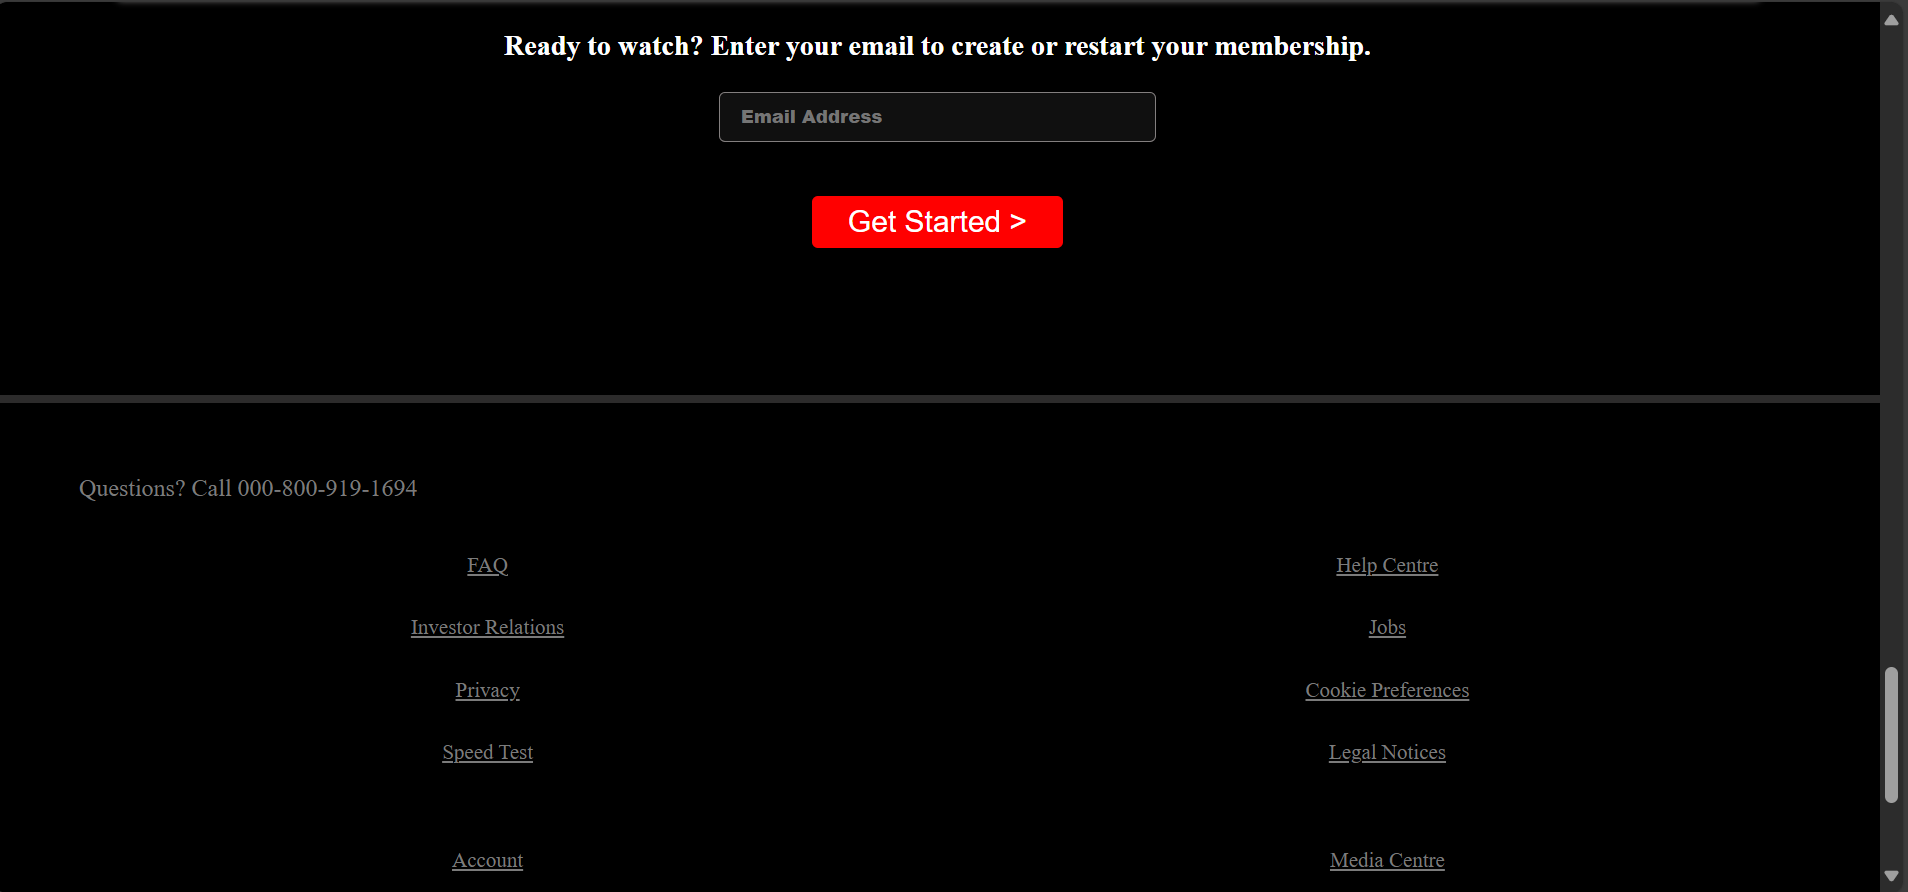 Ready to watch? Enter your email to create or restart your membership.
Email Address
Get Started >
Questions? Call 000-800-919-1694
FAQ
Help Centre
Investor Relations
Jobs
Privacy
Cookie Preferences
Speed Test
Legal Notices
Account
Media Centre